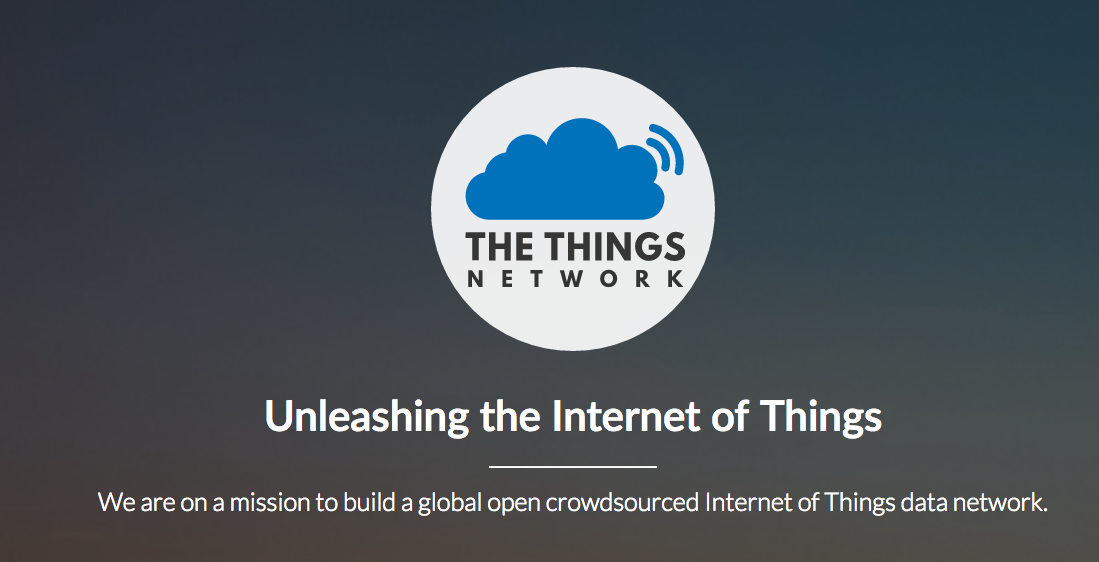 THE THINGS
NETWORK
Unleashing the Internet of Things
We are on a mission to build a global open crowdsourced Internet of Things data network.